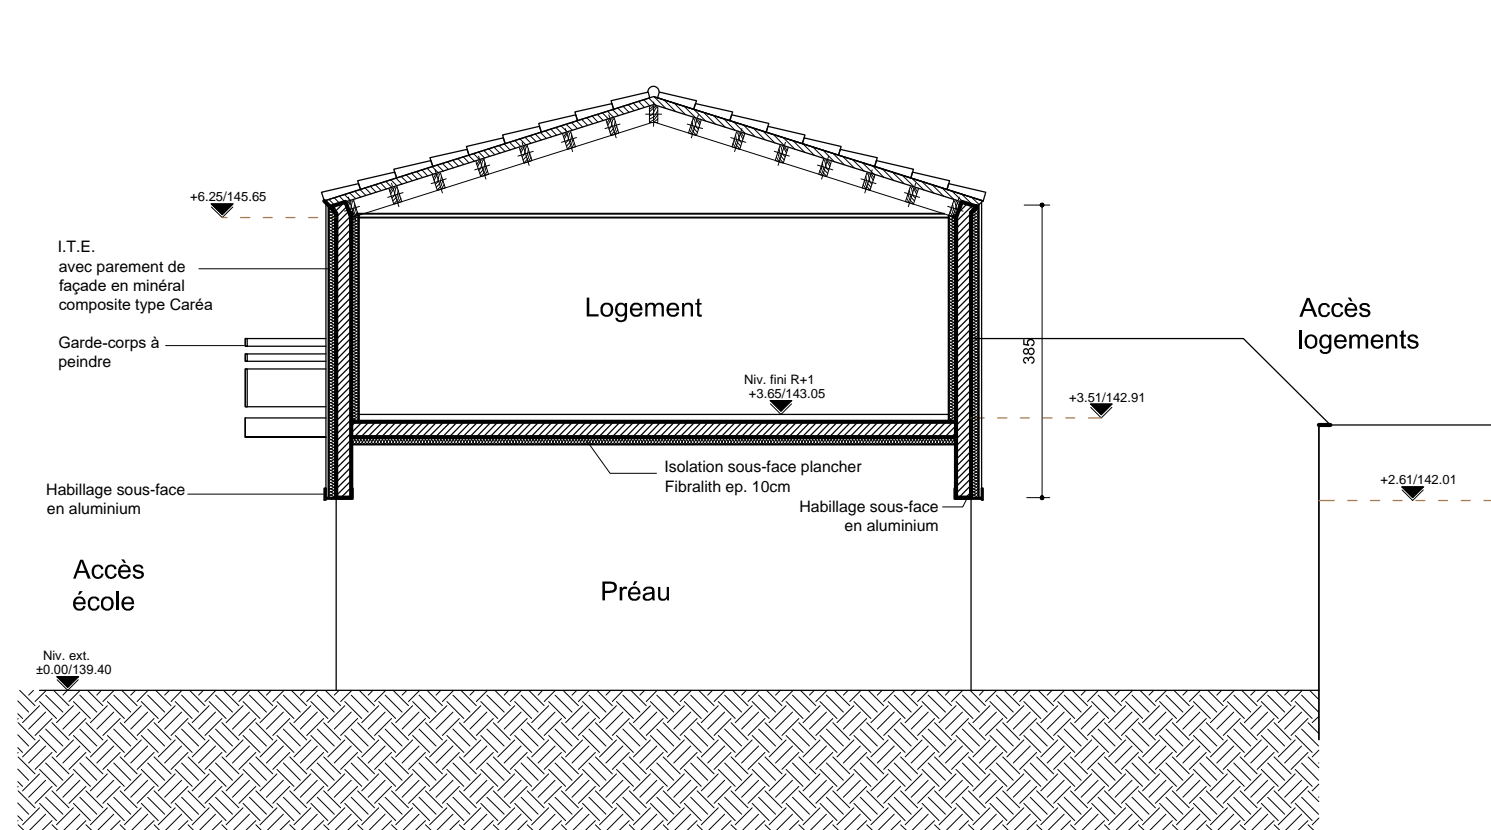 +6.25/145.65
I.T.E.
avec parement de
façade en minéral
composite type Caréa
Garde-corps à
peindre
Habillage sous-face
en aluminium
Accès
école
Niv. ext.
±0.00/139.40
Logement
Niv. fini R+1
+3.65/143.05
Isolation sous-face plancher
Fibralith ep. 10cm
Habillage sous-face
en aluminium
Préau
385
+3.51/142.91
Accès
logements
+2.61/142.01